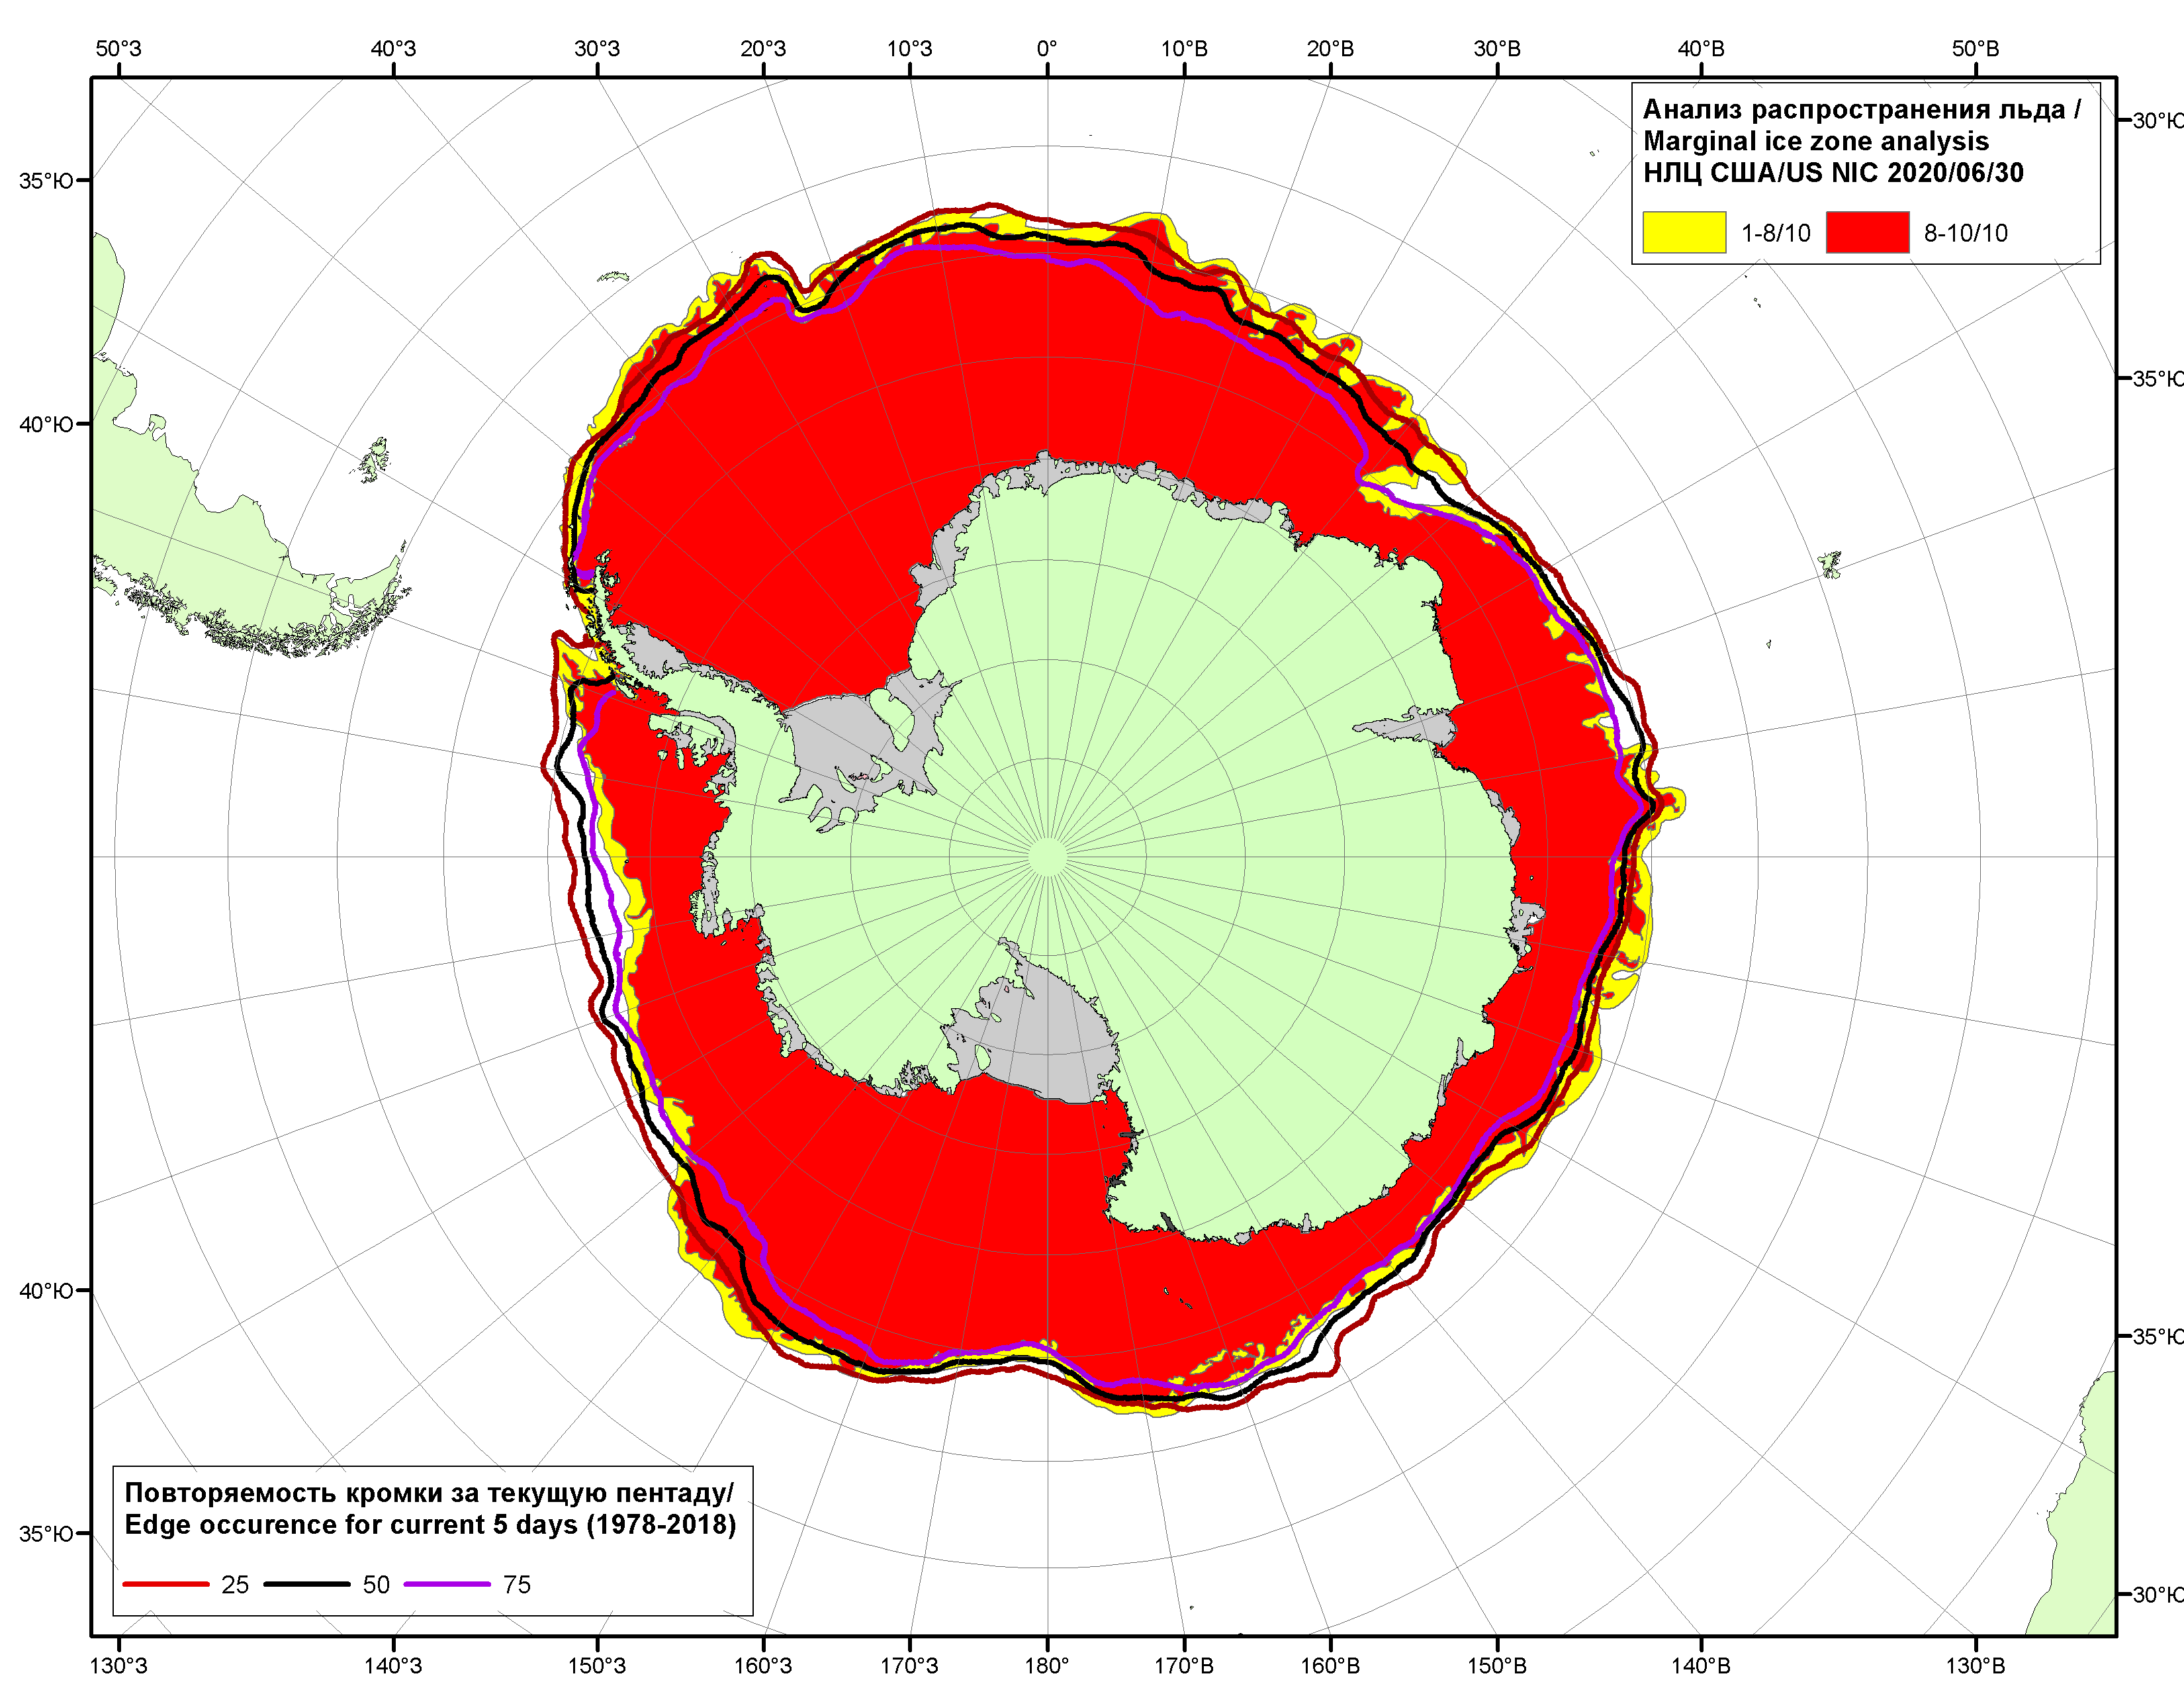 50°З 40°З 30°З 20°З 10°З 0° 10°В 20°В 30°В 40°В 50°В
Анализ распространения льда /
Marginal ice zone analysis
НЛЦ США/US NIC 2020/06/30
1-8/10 8-10/10
30°Ю
35°Ю
35°Ю
40°Ю
40°Ю
35°Ю
35°Ю
30°Ю
Повторяемость кромки за текущую пентаду/
Edge occurence for current 5 days (1978-2018)
25 50 75
130°З 140°З 150°З 160°З 170°З 180° 170°В 160°В 150°В 140°В 130°В